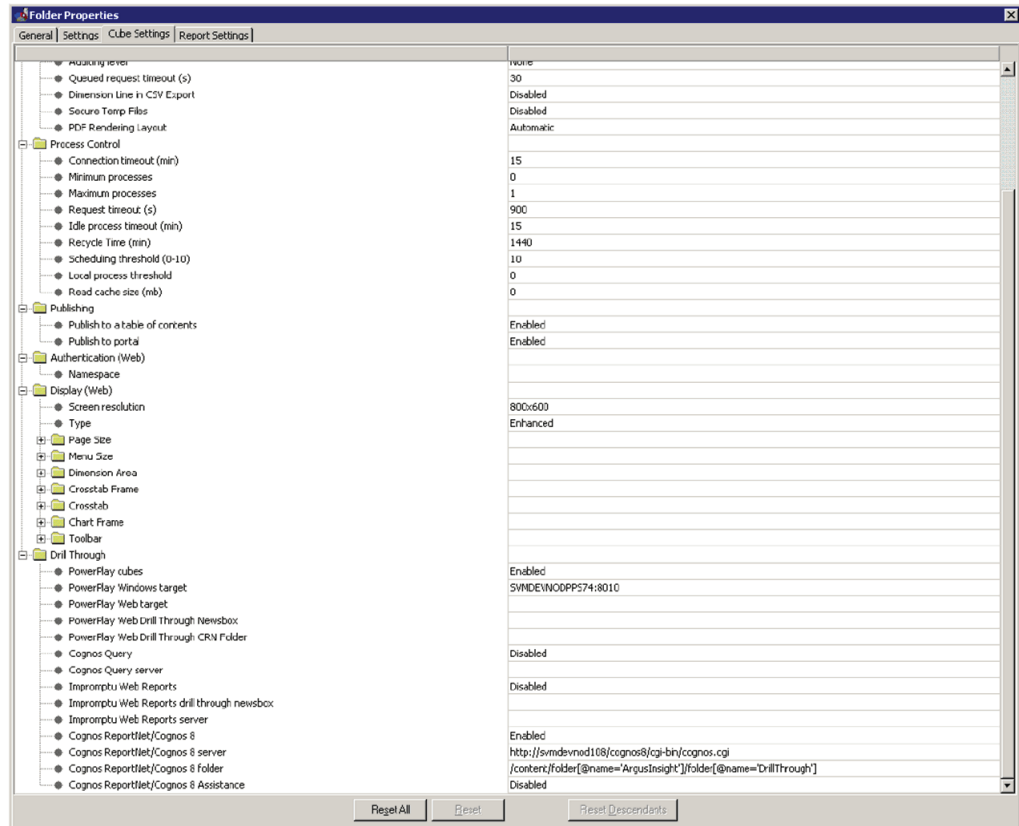 Folder Properties
General Settings Cube Settings Report Settings
Auditing level None
Queued request timeout (s) 30
Dimension Line in CSV Export Disabled
Secure Temp Files Disabled
PDF Rendering Layout Automatic
Process Control
Connection timeout (min) 15
Minimum processes 0
Maximum processes 1
Request timeout (s) 900
Idle process timeout (min) 15
Recycle Time (min) 1440
Scheduling threshold (0-10) 10
Local process threshold 0
Read cache size (mb) 0
Publishing
Publish to a table of contents Enabled
Publish to portal Enabled
Authentication (Web)
Namespace
Display (Web)
Screen resolution 800x600
Type Enhanced
Page Size
Menu Size
Dimension Area
Crosstab Frame
Crosstab
Chart Frame
Toolbar
Drill Through
PowerPlay cubes Enabled
PowerPlay Windows target SVMDEVNODPPS74:8010
PowerPlay Web target
PowerPlay Web Drill Through Newsbox
PowerPlay Web Drill Through CRN Folder
Cognos Query Disabled
Cognos Query server
Impromptu Web Reports Disabled
Impromptu Web Reports drill through newsbox
Impromptu Web Reports server
Cognos ReportNet/Cognos 8 Enabled
Cognos ReportNet/Cognos 8 server http://svmdevnod108/cognos8/cgi-bin/cognos.cgi
Cognos ReportNet/Cognos 8 folder /content/folder[@name='ArgusInsight']/folder[@name='DrillThrough']
Cognos ReportNet/Cognos 8 Assistance Disabled
Reset All Reset Reset Descendants